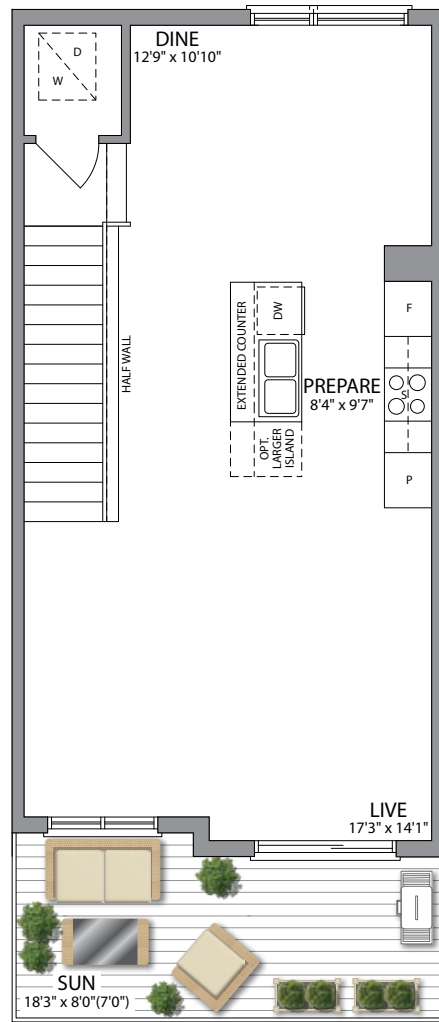 DINE
12'9" x 10'10"
D
W
HALF WALL
EXTENDED COUNTER
DW
F
PREPARE
8'4" x 9'7"
S
OPT.
LARGER
ISLAND
P
LIVE
17'3" x 14'1"
SUN
18'3" x 8'0"(7'0")